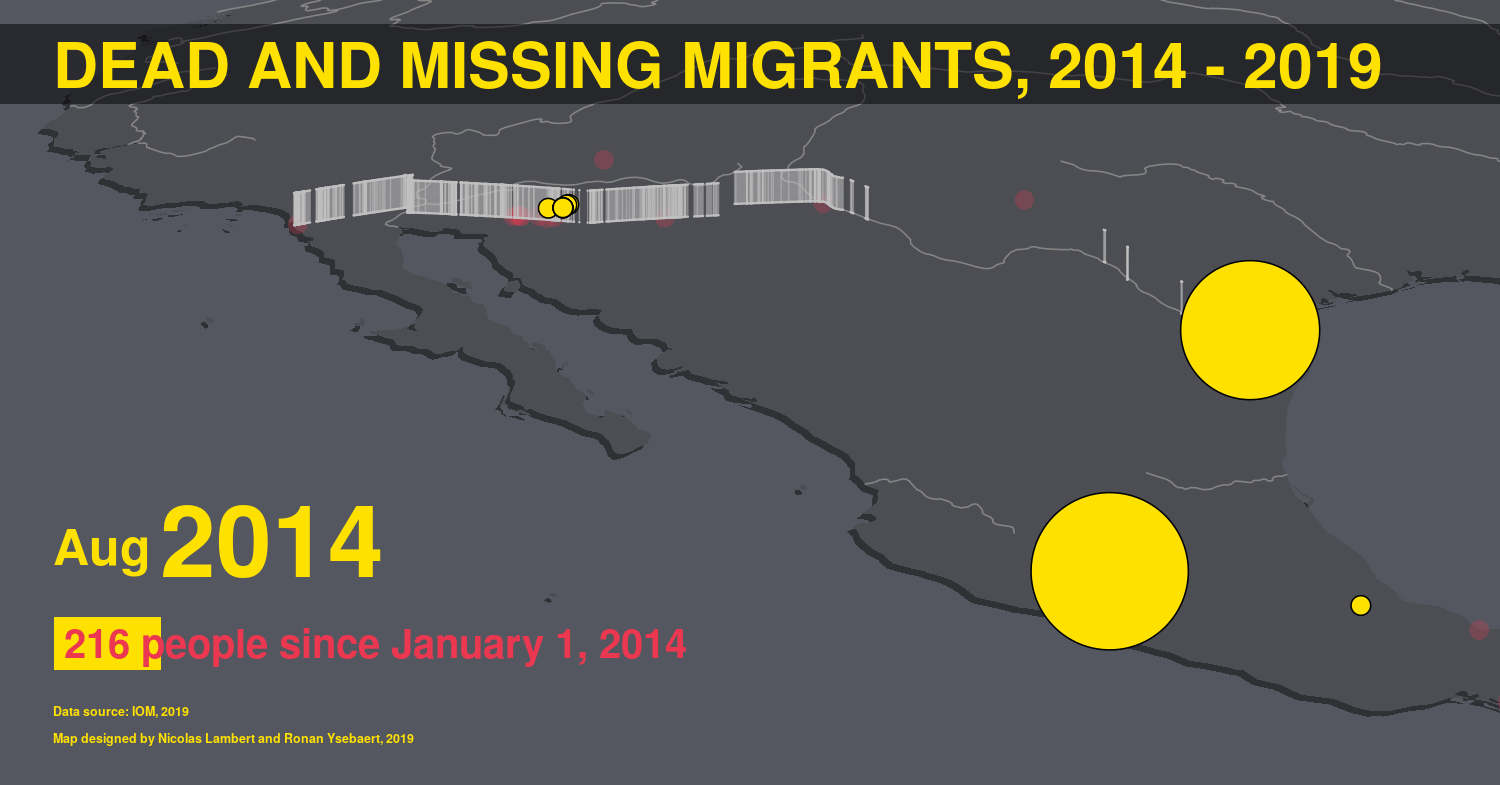 DEAD AND MISSING MIGRANTS, 2014 - 2019
Aug 2014
216 people since January 1, 2014
Data source: IOM, 2019
Map designed by Nicolas Lambert and Ronan Ysebaert, 2019